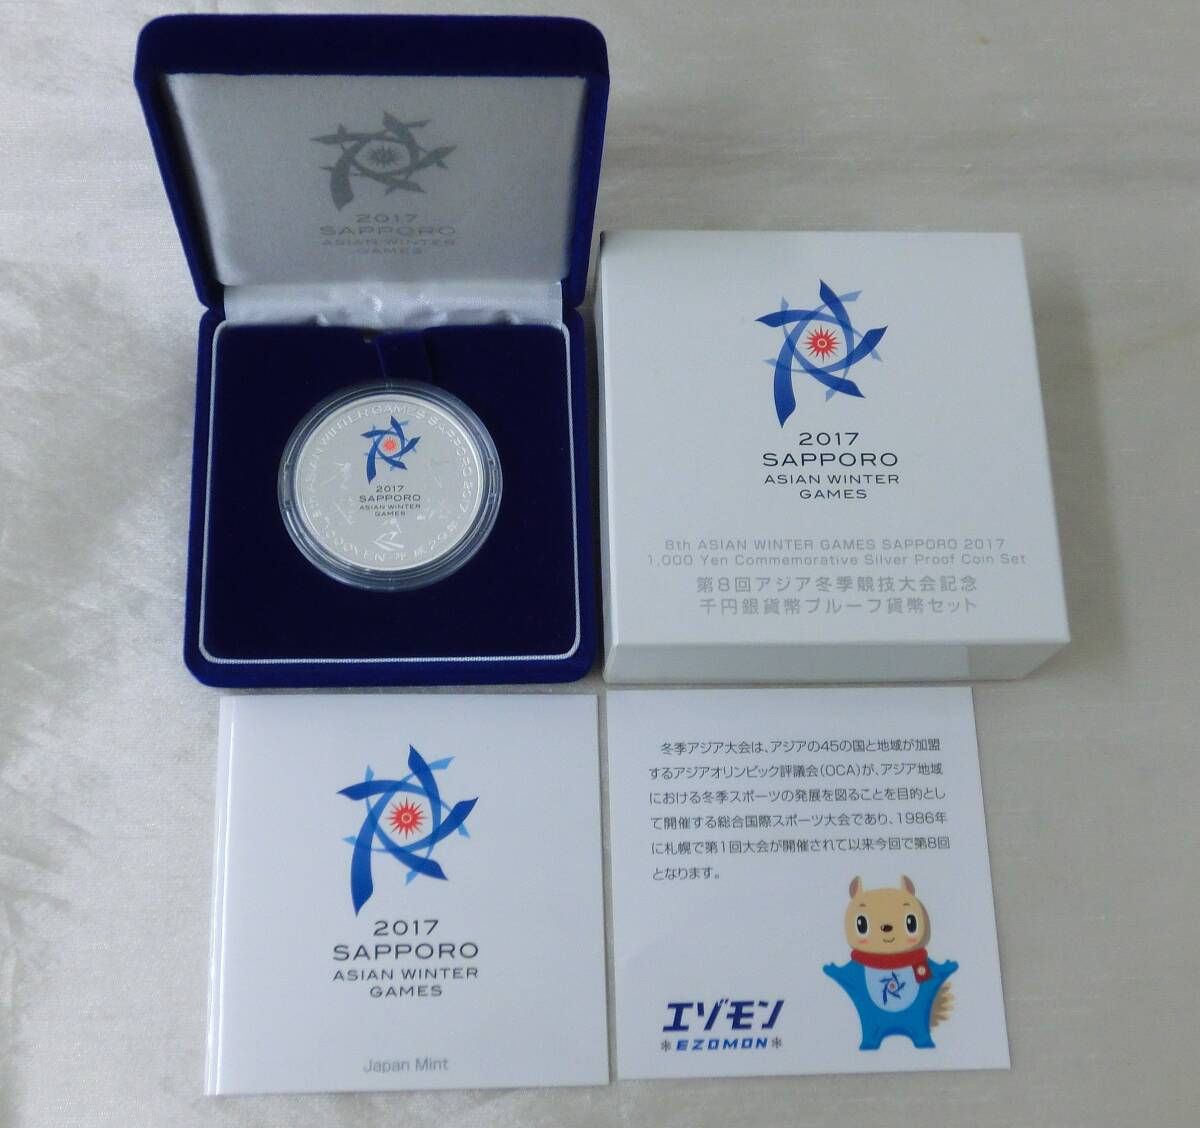 2017
SAPPORO
ASIAN WINTER
GAMES
8th ASIAN WINTER GAMES SAPPORO 2017
2017
SAPPORO
ASIAN WINTER
GAMES
1,000YEN・平成29年
2017
SAPPORO
ASIAN WINTER
GAMES
8th ASIAN WINTER GAMES SAPPORO 2017
1,000 Yen Commemorative Silver Proof Coin Set
第8回アジア冬季競技大会記念
千円銀貨幣プルーフ貨幣セット
2017
SAPPORO
ASIAN WINTER
GAMES
Japan Mint
冬季アジア大会は、アジアの45の国と地域が加盟
するアジアオリンピック評議会(OCA)が、アジア地域
における冬季スポーツの発展を図ることを目的とし
て開催する総合国際スポーツ大会であり、1986年
に札幌で第1回大会が開催されて以来今回で第8回
となります。
エゾモン
EZOMON